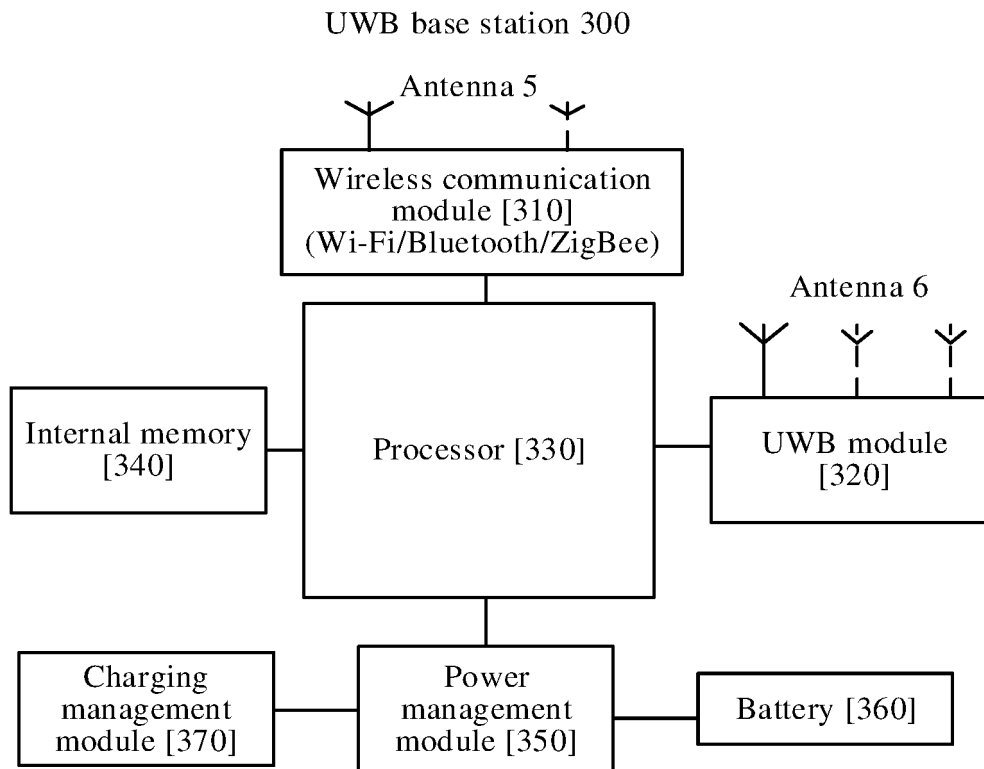 UWB base station 300
Antenna 5
Wireless communication
module [310]
(Wi-Fi/Bluetooth/ZigBee)
Antenna 6
Internal memory
[340]
Processor [330]
UWB module
[320]
Charging
management
module [370]
Power
management
module [350]
Battery [360]